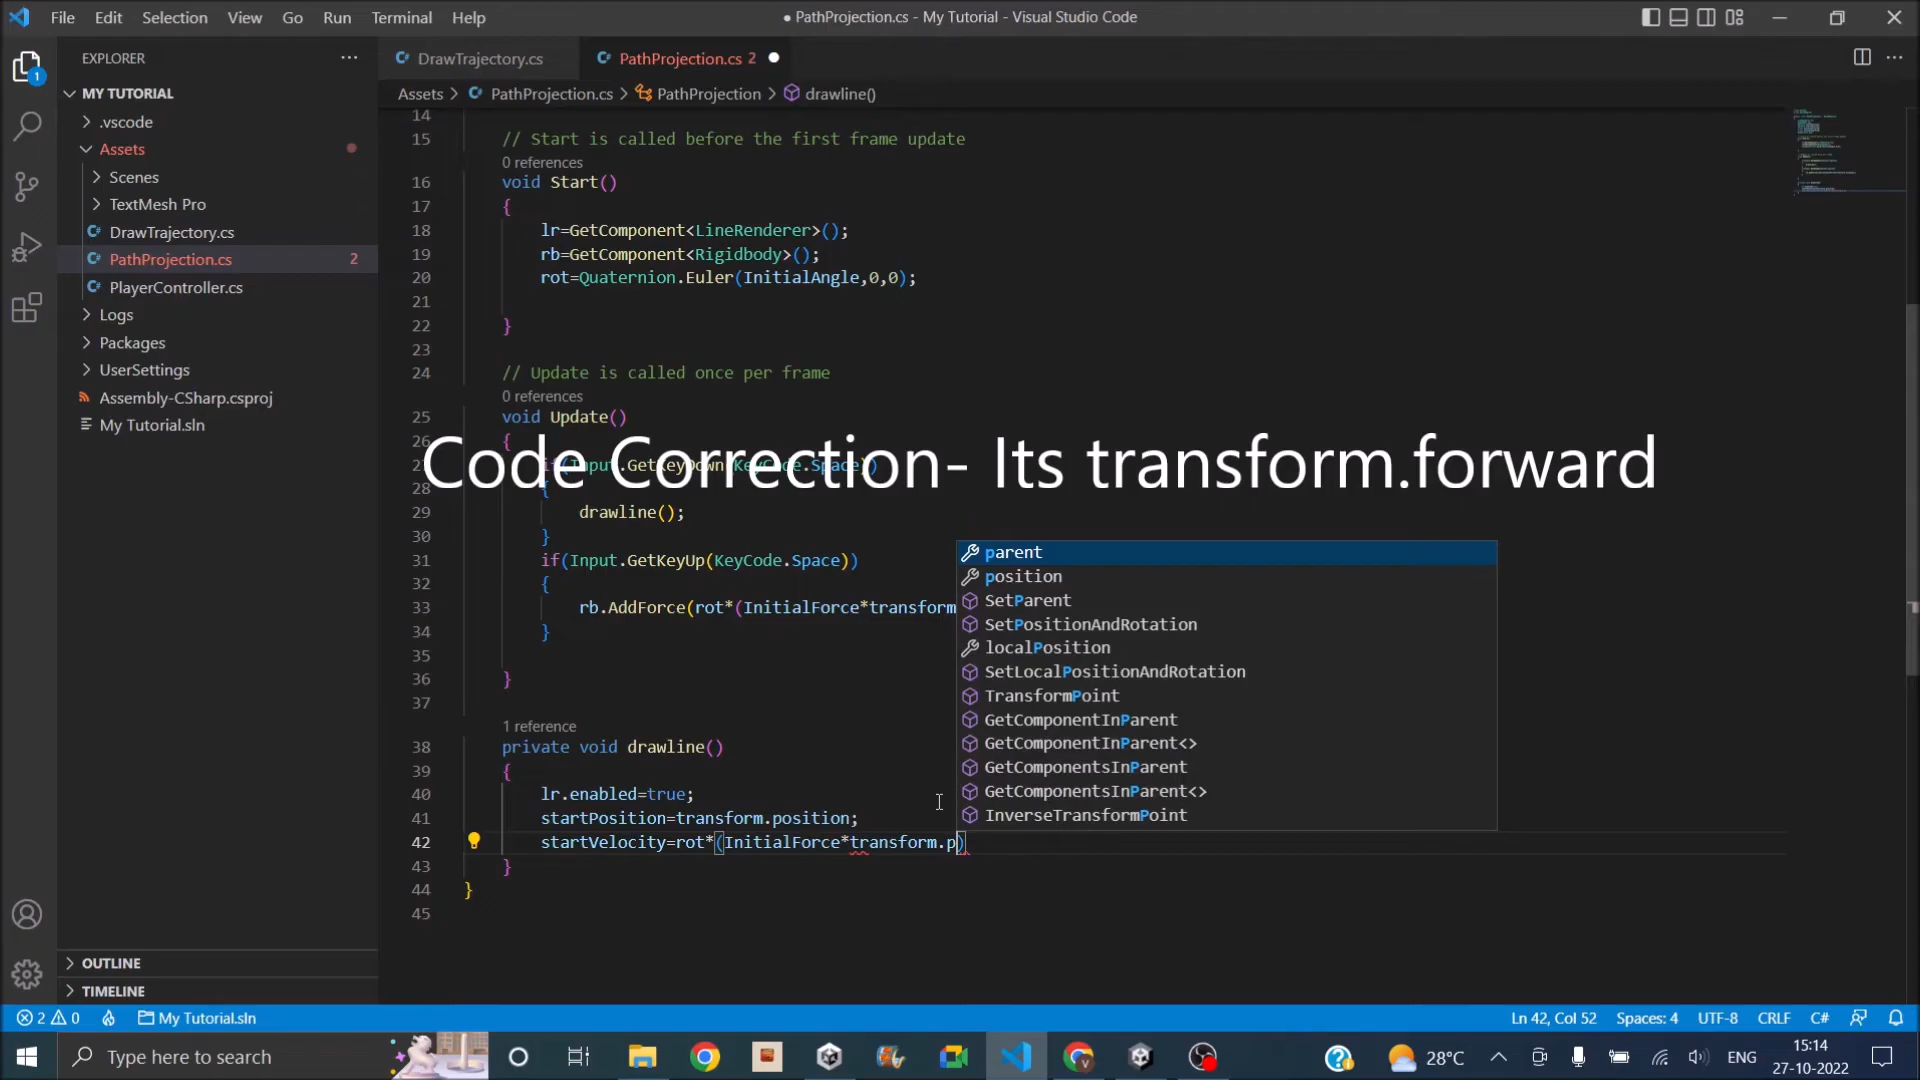 File Edit Selection View Go Run Terminal Help
● PathProjection.cs - My Tutorial - Visual Studio Code
EXPLORER
MY TUTORIAL
.vscode
Assets
Scenes
TextMesh Pro
DrawTrajectory.cs
PathProjection.cs 2
PlayerController.cs
Logs
Packages
UserSettings
Assembly-CSharp.csproj
My Tutorial.sln
OUTLINE
TIMELINE
1
DrawTrajectory.cs PathProjection.cs 2 ●
Assets > PathProjection.cs > PathProjection > drawline()
14
15 // Start is called before the first frame update
0 references
16 void Start()
17 {
18 lr=GetComponent<LineRenderer>();
19 rb=GetComponent<Rigidbody>();
20 rot=Quaternion.Euler(InitialAngle,0,0);
21
22 }
23
24 // Update is called once per frame
0 references
25 void Update()
26 {
Code Correction- Its transform.forward
27 if(Input.GetKeyDown(KeyCode.Space))
28 {
29 drawline();
30 }
31 if(Input.GetKeyUp(KeyCode.Space))
32 {
33 rb.AddForce(rot*(InitialForce*transform
34 }
35
36 }
37
1 reference
38 private void drawline()
39 {
40 lr.enabled=true;
41 startPosition=transform.position;
42 startVelocity=rot*(InitialForce*transform.p)
43 }
44 }
45
parent
position
SetParent
SetPositionAndRotation
localPosition
SetLocalPositionAndRotation
TransformPoint
GetComponentInParent
GetComponentInParent<>
GetComponentsInParent
GetComponentsInParent<>
InverseTransformPoint
2 0 My Tutorial.sln
Ln 42, Col 52 Spaces: 4 UTF-8 CRLF C#
Type here to search
28°C ENG
15:14
27-10-2022